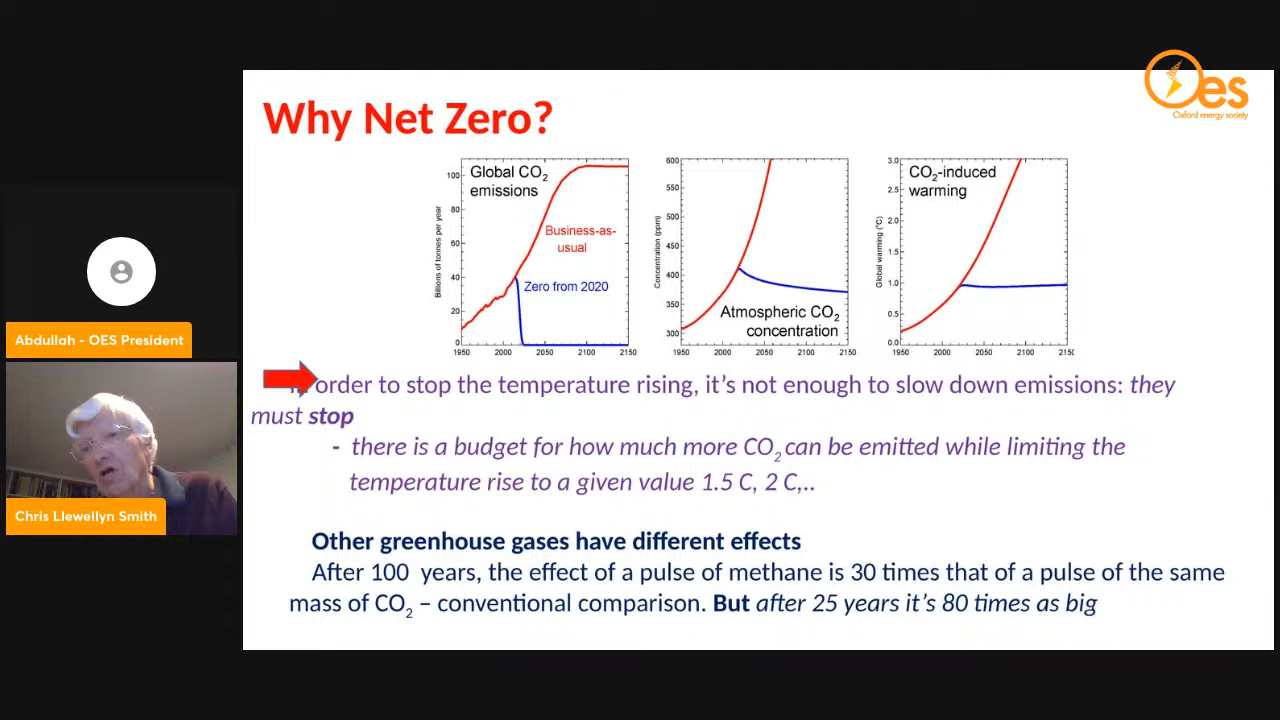 Oes
Oxford energy society
Why Net Zero?
Global CO2
emissions
Business-as-
usual
Zero from 2020
Billions of tonnes per year
100
80
60
40
20
0
1950 2000 2050 2100 2150
Atmospheric CO2
concentration
Concentration (ppm)
600
550
500
450
400
350
300
1950 2000 2050 2100 2150
CO2-induced
warming
Global warming (°C)
3.0
2.5
2.0
1.5
1.0
0.5
0.0
1950 2000 2050 2100 215
order to stop the temperature rising, it's not enough to slow down emissions: they
must stop
- there is a budget for how much more CO2 can be emitted while limiting the
temperature rise to a given value 1.5 C, 2 C,..
Other greenhouse gases have different effects
After 100 years, the effect of a pulse of methane is 30 times that of a pulse of the same
mass of CO2 – conventional comparison. But after 25 years it's 80 times as big
Abdullah - OES President
Chris Llewellyn Smith